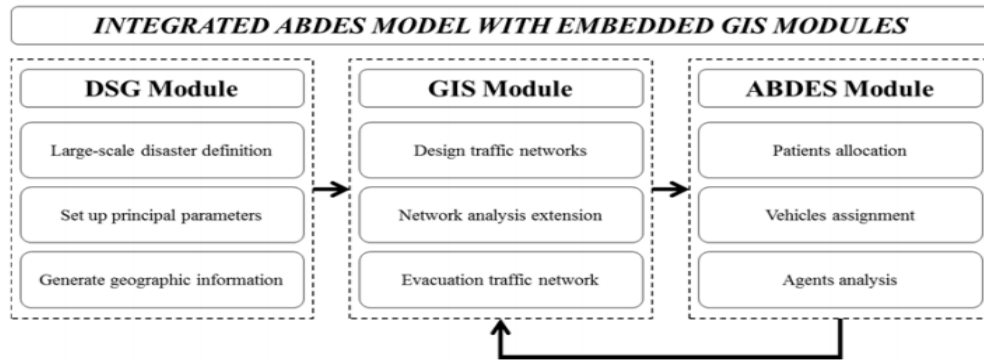 INTEGRATED ABDES MODEL WITH EMBEDDED GIS MODULES
DSG Module
Large-scale disaster definition
Set up principal parameters
Generate geographic information
GIS Module
Design traffic networks
Network analysis extension
Evacuation traffic network
ABDES Module
Patients allocation
Vehicles assignment
Agents analysis